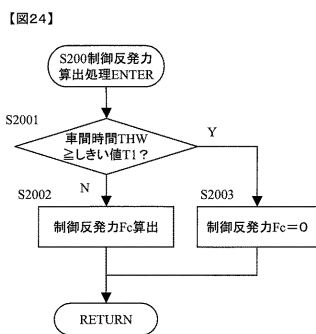 【図24】
S200制御反発力
算出処理ENTER
S2001
車間時間THW
≧しきい値T1？
Y
N
S2002
S2003
制御反発力Fc算出
制御反発力Fc=0
RETURN